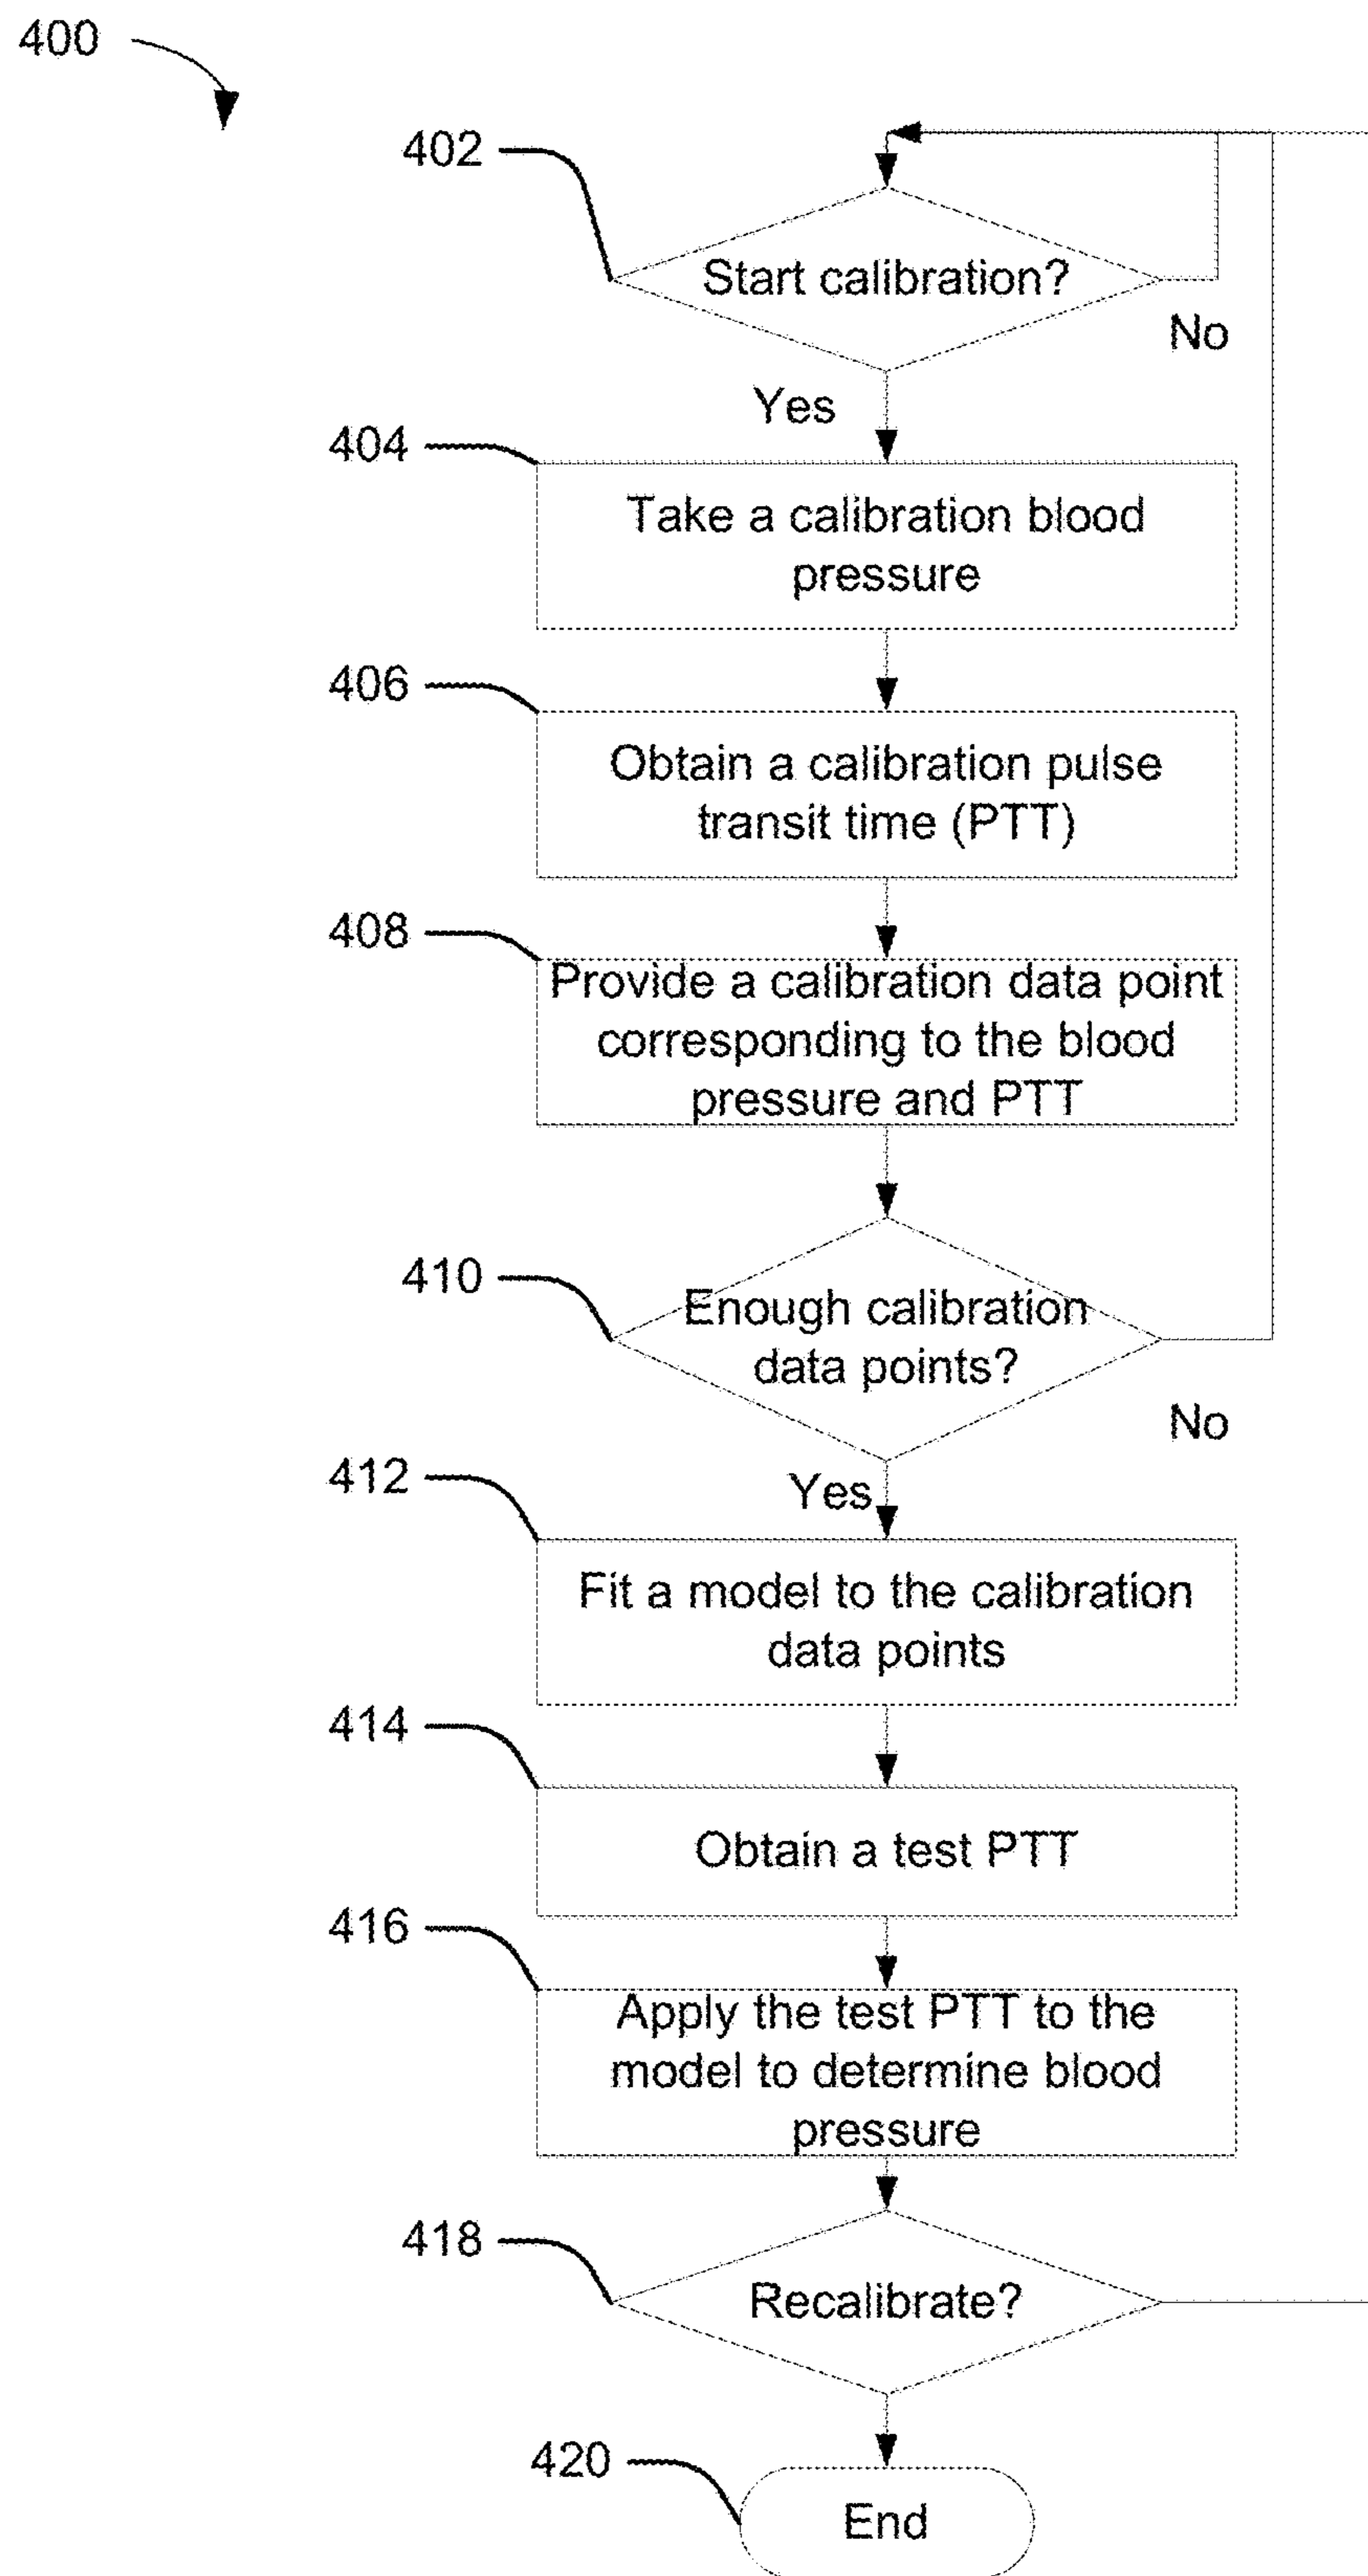 400
402
Start calibration?
No
Yes
404
Take a calibration blood
pressure
406
Obtain a calibration pulse
transit time (PTT)
408
Provide a calibration data point
corresponding to the blood
pressure and PTT
410
Enough calibration
data points?
No
Yes
412
Fit a model to the calibration
data points
414
Obtain a test PTT
416
Apply the test PTT to the
model to determine blood
pressure
418
Recalibrate?
420
End